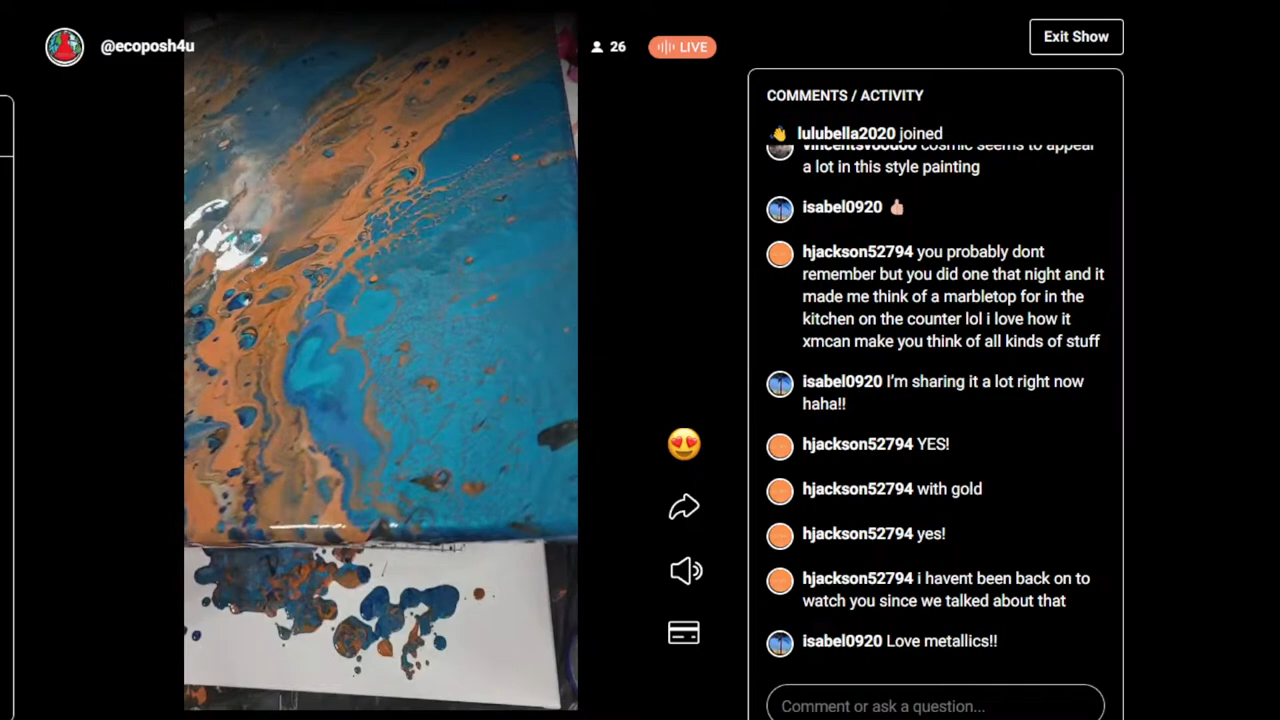 @ecoposh4u
26
LIVE
Exit Show
COMMENTS / ACTIVITY
lulubella2020 joined
vincentsvoodoo cosmic seems to appear
a lot in this style painting
isabel0920 👍🏻
hjackson52794 you probably dont
remember but you did one that night and it
made me think of a marbletop for in the
kitchen on the counter lol i love how it
xmcan make you think of all kinds of stuff
isabel0920 I'm sharing it a lot right now
haha!!
hjackson52794 YES!
hjackson52794 with gold
hjackson52794 yes!
hjackson52794 i havent been back on to
watch you since we talked about that
isabel0920 Love metallics!!
Comment or ask a question...